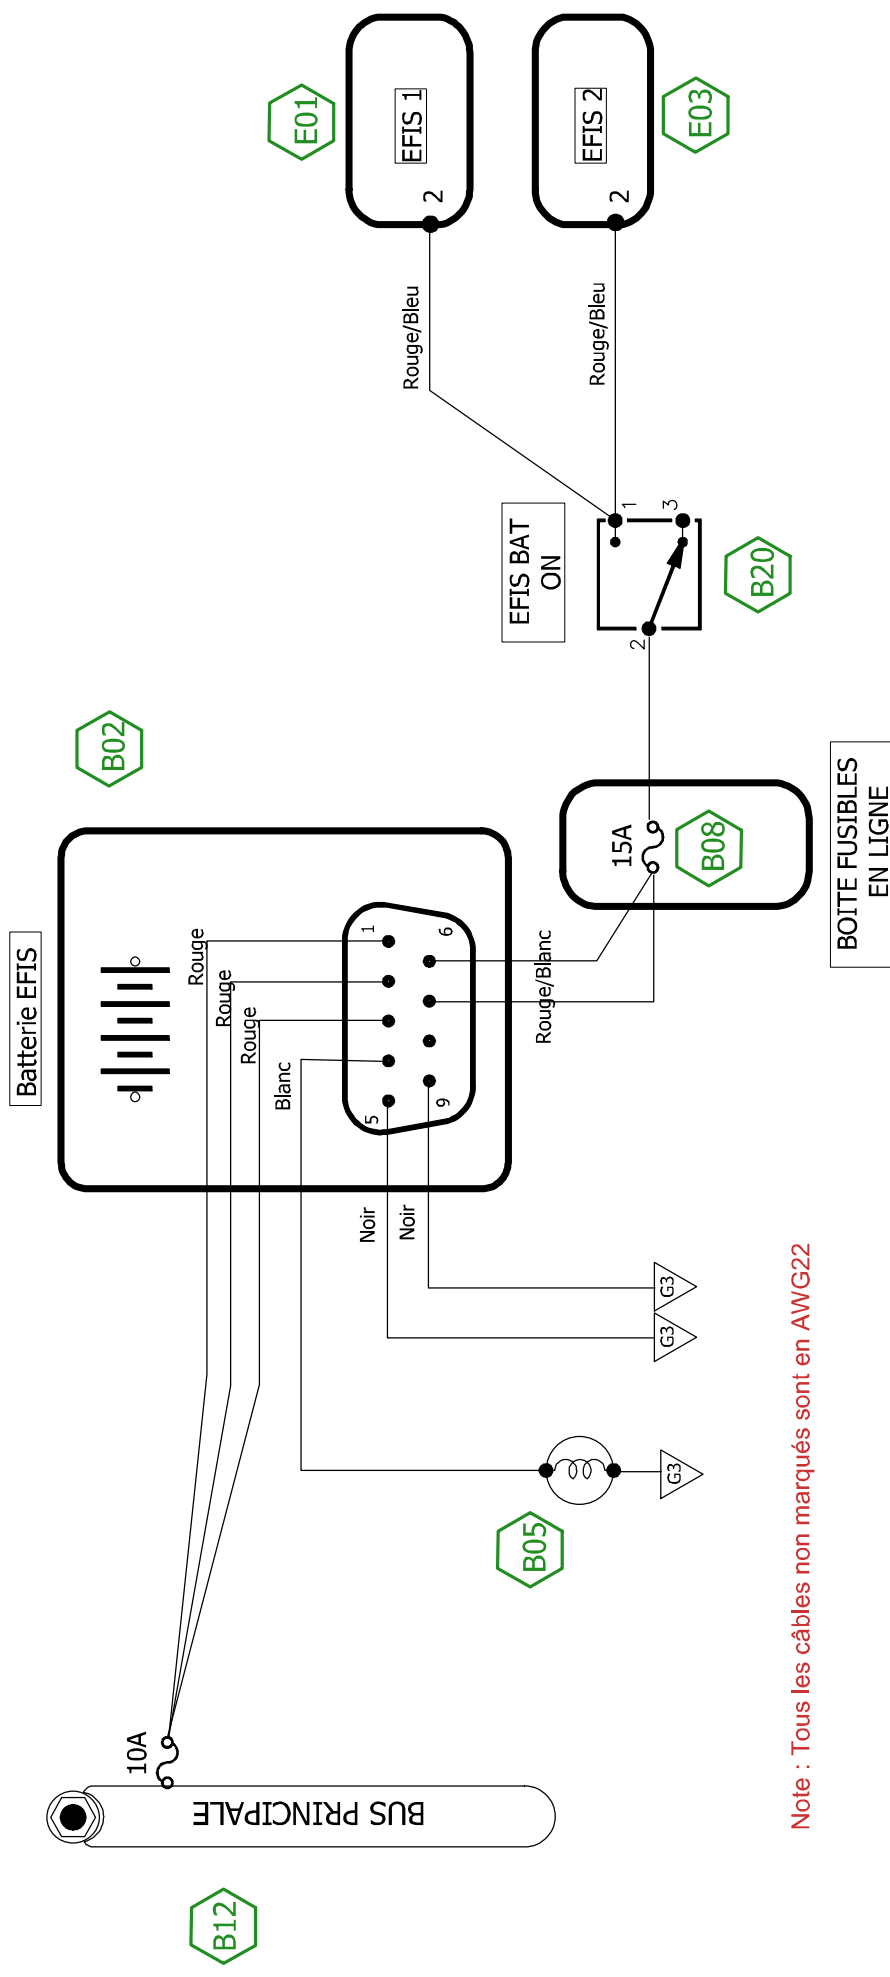 B12
BUS PRINCIPALE
10A
Batterie EFIS
B02
Rouge
Rouge
Rouge
Blanc
1
5
6
9
Noir
Noir
Rouge/Blanc
G3
G3
G3
B05
15A
B08
BOITE FUSIBLES
EN LIGNE
EFIS BAT
ON
2
1
3
B20
Rouge/Bleu
Rouge/Bleu
2
EFIS 1
E01
2
EFIS 2
E03
Note : Tous les câbles non marqués sont en AWG22